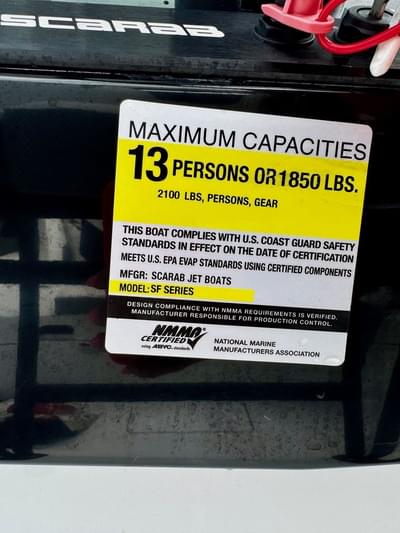 SCARAB
MAXIMUM CAPACITIES
13 PERSONS OR 1850 LBS.
2100 LBS, PERSONS, GEAR
THIS BOAT COMPLIES WITH U.S. COAST GUARD SAFETY
STANDARDS IN EFFECT ON THE DATE OF CERTIFICATION
MEETS U.S. EPA EVAP STANDARDS USING CERTIFIED COMPONENTS
MFGR: SCARAB JET BOATS
MODEL: SF SERIES
DESIGN COMPLIANCE WITH NMMA REQUIREMENTS IS VERIFIED.
MANUFACTURER RESPONSIBLE FOR PRODUCTION CONTROL.
NMMA®
CERTIFIED
using ABYC. standards
NATIONAL MARINE
MANUFACTURERS ASSOCIATION